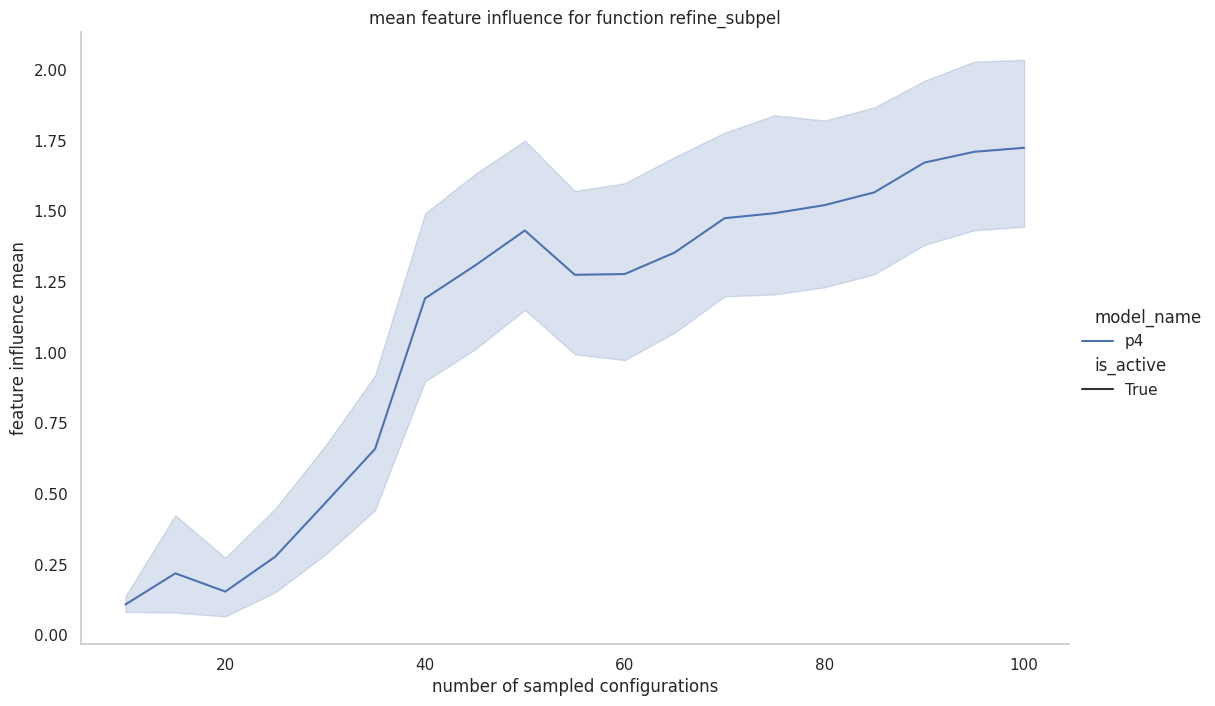 mean feature influence for function refine_subpel
2.00
1.75
1.50
1.25
1.00
0.75
0.50
0.25
0.00
feature influence mean
20 40 60 80 100
number of sampled configurations
model_name
p4
is_active
True